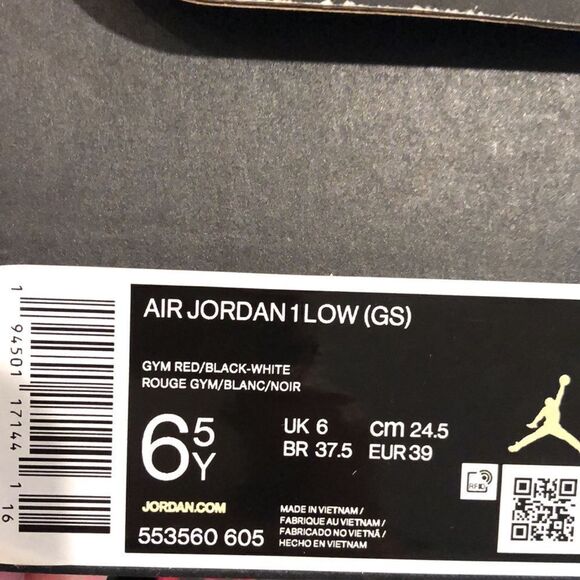 AIR JORDAN 1 LOW (GS)
GYM RED/BLACK-WHITE
ROUGE GYM/BLANC/NOIR
6.5Y
UK 6 cm 24.5
BR 37.5 EUR 39
JORDAN.COM
553560 605
MADE IN VIETNAM /
FABRIQUE AU VIETNAM /
FABRICADO NO VIETNÃ /
HECHO EN VIETNAM
RFID
1 94501 17144 1 16